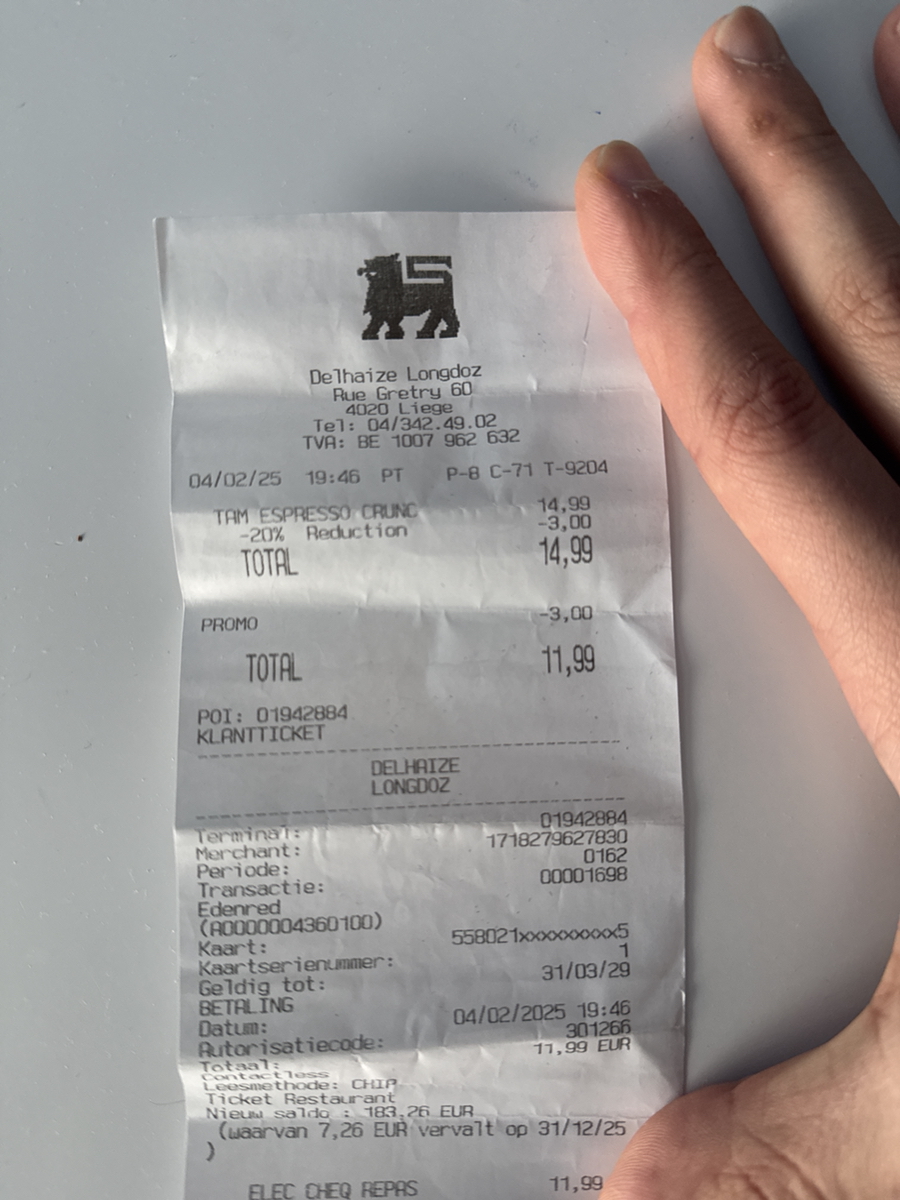 Delhaize Longdoz
Rue Gretry 60
4020 Liege
Tel: 04/342.49.02
TVA: BE 1007 962 632
04/02/25 19:46 PT P-8 C-71 T-9204
TAM ESPRESSO CRUNC 14,99
-20% Reduction -3,00
TOTAL 14,99
PROMO -3,00
TOTAL 11,99
POI: 01942884
KLANTTICKET
DELHAIZE
LONGDOZ
Terminal: 01942884
Merchant: 1718279627830
Periode: 0162
Transactie: 00001698
Edenred
(A0000004360100)
Kaart: 558021xxxxxxxxx5
Kaartserienummer: 1
Geldig tot: 31/03/29
BETALING
Datum: 04/02/2025 19:46
Autorisatiecode: 301266
Totaal: 11,99 EUR
Contactless
Leesmethode: CHIP
Ticket Restaurant
Nieuw saldo : 183,26 EUR
(waarvan 7,26 EUR vervalt op 31/12/25
)
ELEC CHEQ REPAS 11,99